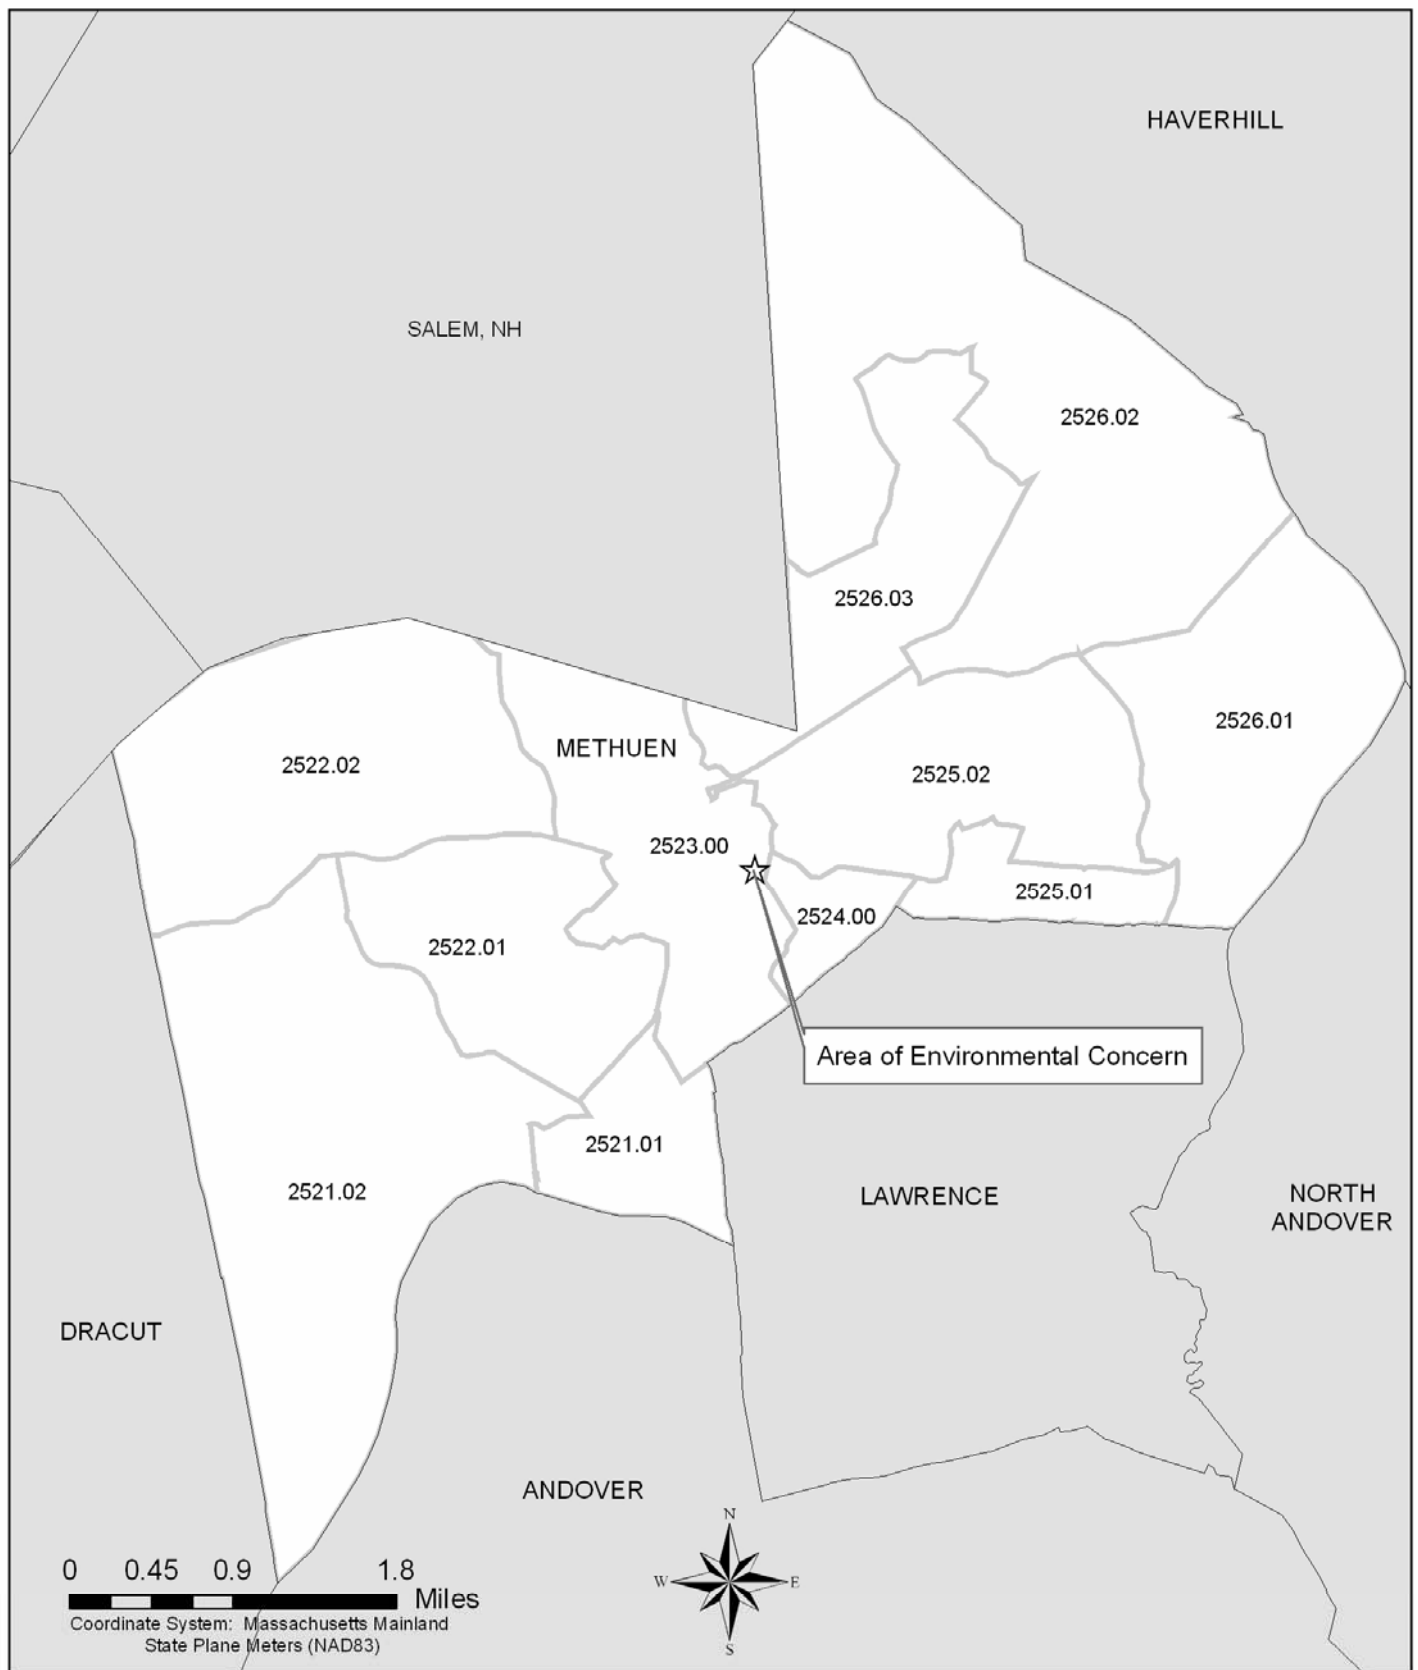 HAVERHILL
SALEM, NH
2526.02
2526.03
2526.01
METHUEN
2522.02
2525.02
2523.00
2525.01
2524.00
2522.01
Area of Environmental Concern
2521.01
2521.02
LAWRENCE
NORTH
ANDOVER
DRACUT
ANDOVER
N
W E
S
0 0.45 0.9 1.8
Miles
Coordinate System: Massachusetts Mainland
State Plane Meters (NAD83)